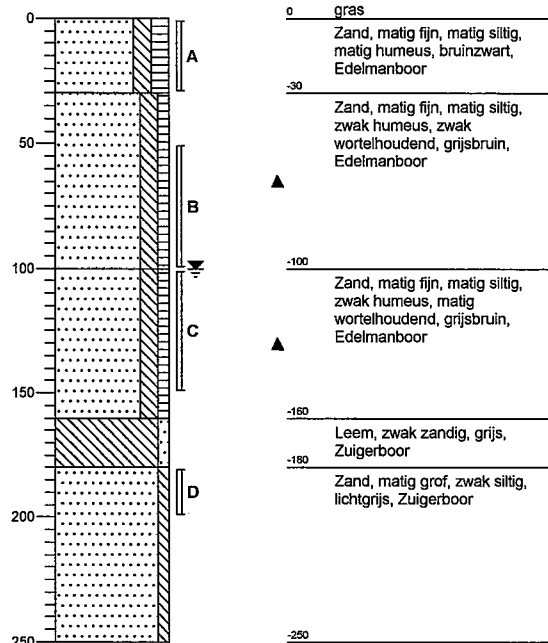 0
50
100
150
200
250
A
B
C
D
0 gras
Zand, matig fijn, matig siltig,
matig humeus, bruinzwart,
Edelmanboor
-30
Zand, matig fijn, matig siltig,
zwak humeus, zwak
wortelhoudend, grijsbruin,
Edelmanboor
-100
Zand, matig fijn, matig siltig,
zwak humeus, matig
wortelhoudend, grijsbruin,
Edelmanboor
-160
Leem, zwak zandig, grijs,
Zuigerboor
-180
Zand, matig grof, zwak siltig,
lichtgrijs, Zuigerboor
-250